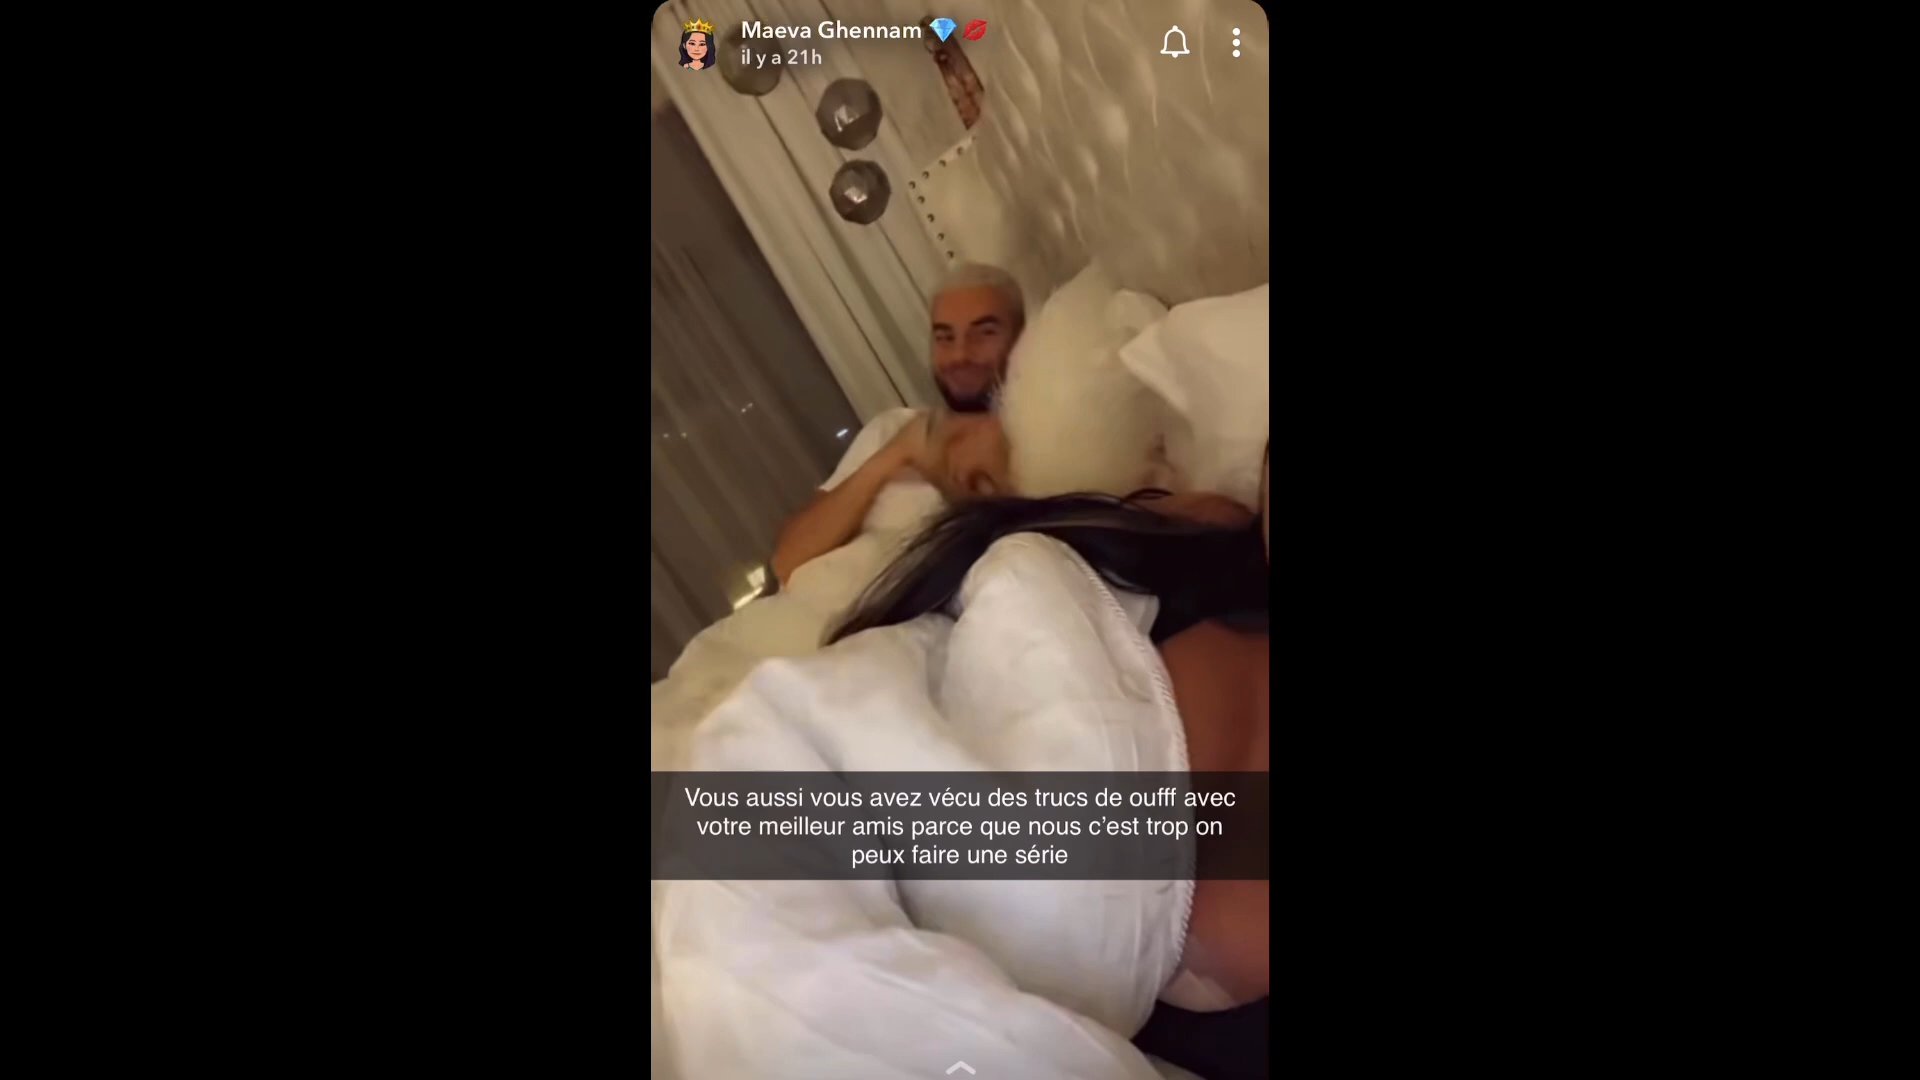 Maeva Ghennam 💎💋
il y a 21h
Vous aussi vous avez vécu des trucs de oufff avec
votre meilleur amis parce que nous c’est trop on
peux faire une série